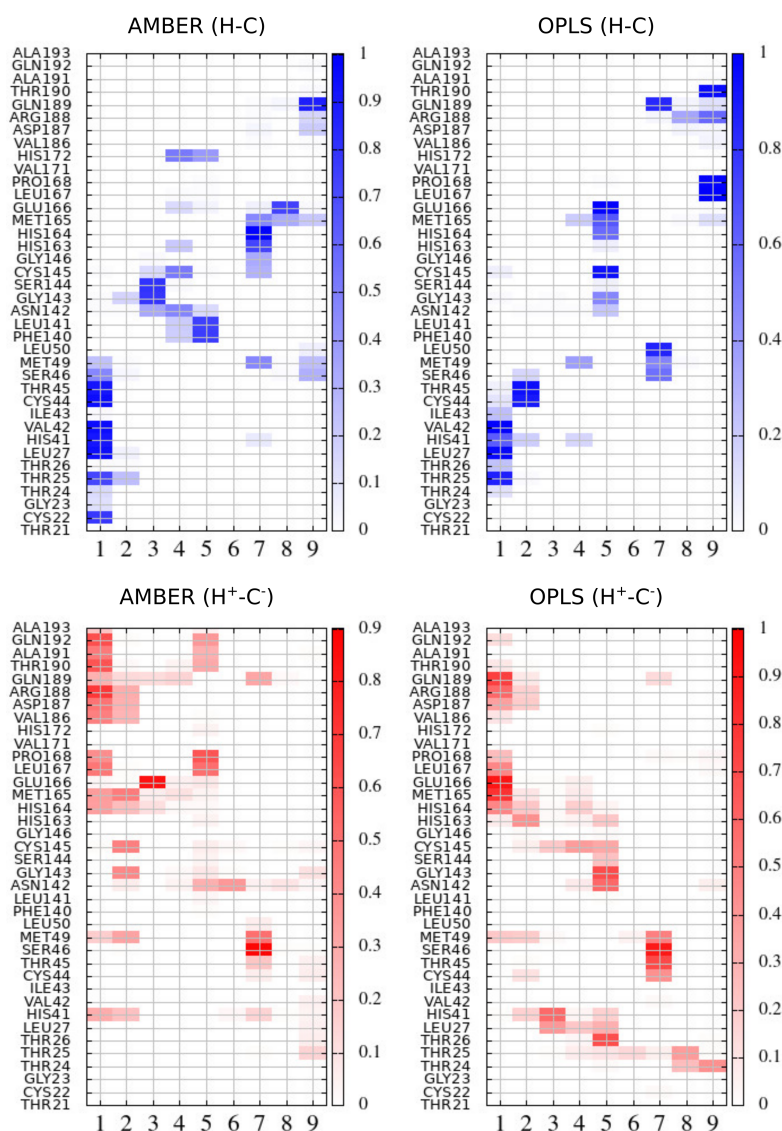 AMBER (H-C)
ALA193
GLN192
ALA191
THR190
GLN189
ARG188
ASP187
VAL186
HIS172
VAL171
PRO168
LEU167
GLU166
MET165
HIS164
HIS163
GLY146
CYS145
SER144
GLY143
ASN142
LEU141
PHE140
LEU50
MET49
SER46
THR45
CYS44
ILE43
VAL42
HIS41
LEU27
THR26
THR25
THR24
GLY23
CYS22
THR21
1 2 3 4 5 6 7 8 9
1
0.9
0.8
0.7
0.6
0.5
0.4
0.3
0.2
0.1
0
OPLS (H-C)
ALA193
GLN192
ALA191
THR190
GLN189
ARG188
ASP187
VAL186
HIS172
VAL171
PRO168
LEU167
GLU166
MET165
HIS164
HIS163
GLY146
CYS145
SER144
GLY143
ASN142
LEU141
PHE140
LEU50
MET49
SER46
THR45
CYS44
ILE43
VAL42
HIS41
LEU27
THR26
THR25
THR24
GLY23
CYS22
THR21
1 2 3 4 5 6 7 8 9
1
0.8
0.6
0.4
0.2
0
AMBER (H⁺-C⁻)
ALA193
GLN192
ALA191
THR190
GLN189
ARG188
ASP187
VAL186
HIS172
VAL171
PRO168
LEU167
GLU166
MET165
HIS164
HIS163
GLY146
CYS145
SER144
GLY143
ASN142
LEU141
PHE140
LEU50
MET49
SER46
THR45
CYS44
ILE43
VAL42
HIS41
LEU27
THR26
THR25
THR24
GLY23
CYS22
THR21
1 2 3 4 5 6 7 8 9
0.9
0.8
0.7
0.6
0.5
0.4
0.3
0.2
0.1
0
OPLS (H⁺-C⁻)
ALA193
GLN192
ALA191
THR190
GLN189
ARG188
ASP187
VAL186
HIS172
VAL171
PRO168
LEU167
GLU166
MET165
HIS164
HIS163
GLY146
CYS145
SER144
GLY143
ASN142
LEU141
PHE140
LEU50
MET49
SER46
THR45
CYS44
ILE43
VAL42
HIS41
LEU27
THR26
THR25
THR24
GLY23
CYS22
THR21
1 2 3 4 5 6 7 8 9
1
0.9
0.8
0.7
0.6
0.5
0.4
0.3
0.2
0.1
0